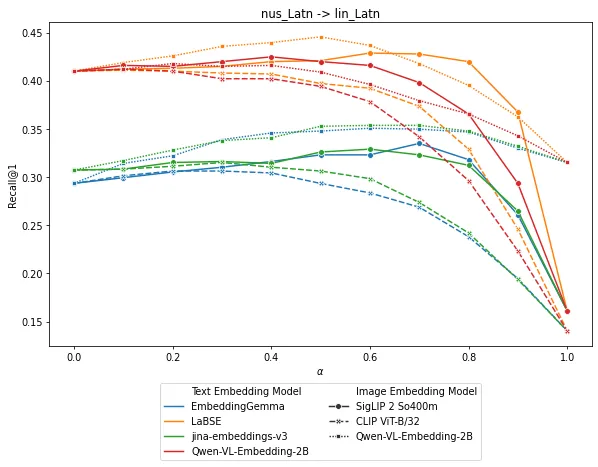 nus_Latn -> lin_Latn
Recall@1
0.45
0.40
0.35
0.30
0.25
0.20
0.15
0.0 0.2 0.4 0.6 0.8 1.0
α
Text Embedding Model
EmbeddingGemma
LaBSE
jina-embeddings-v3
Qwen-VL-Embedding-2B
Image Embedding Model
SigLIP 2 So400m
CLIP ViT-B/32
Qwen-VL-Embedding-2B